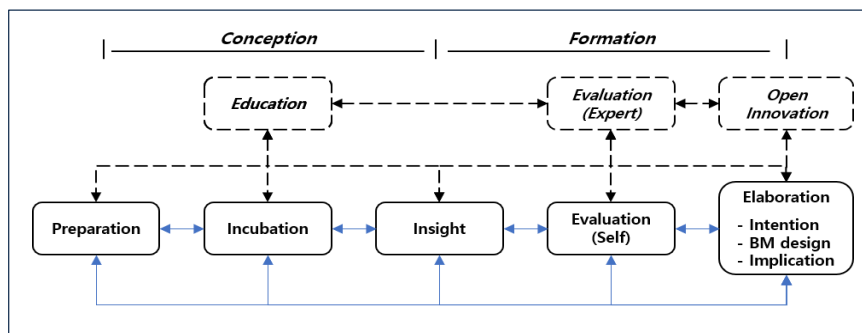 Conception
Formation
Education
Evaluation
(Expert)
Open
Innovation
Preparation
Incubation
Insight
Evaluation
(Self)
Elaboration
- Intention
- BM design
- Implication